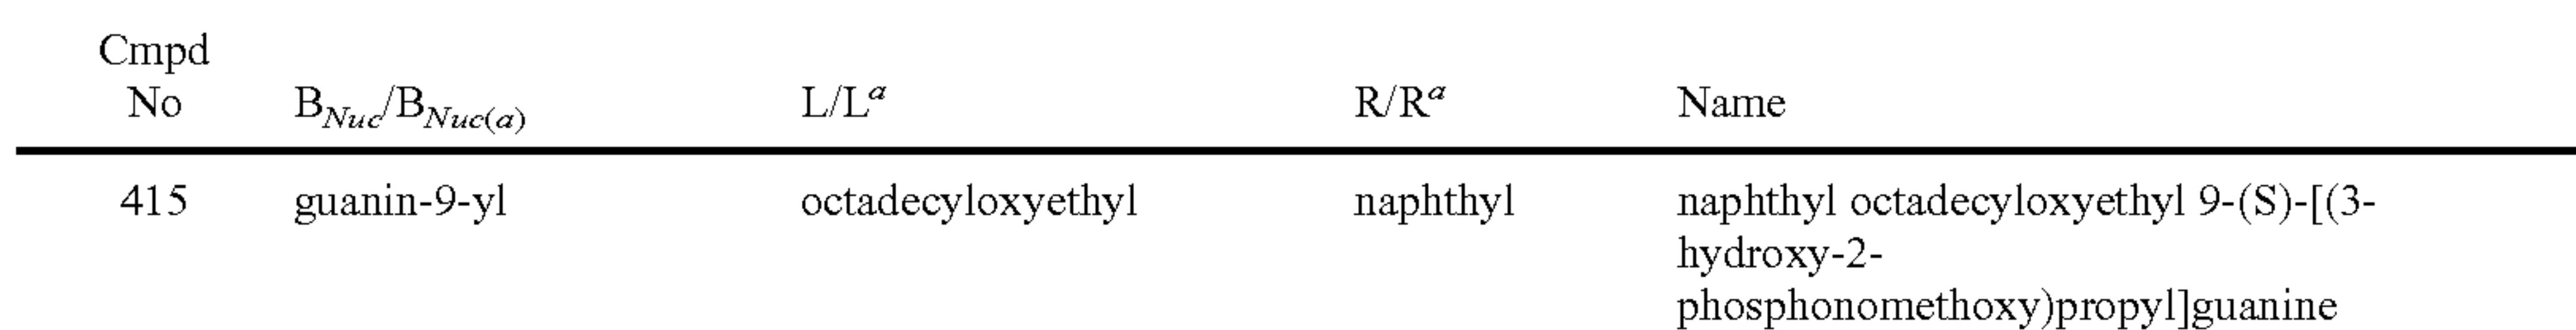 Cmpd
No B_Nuc/B_Nuc(a) L/L^a R/R^a Name
415 guanin-9-yl octadecyloxyethyl naphthyl naphthyl octadecyloxyethyl 9-(S)-[(3-
hydroxy-2-
phosphonomethoxy)propyl]guanine